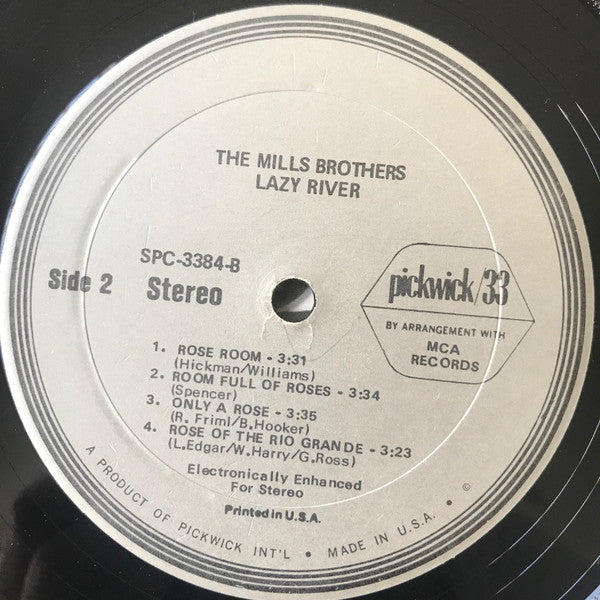 THE MILLS BROTHERS
LAZY RIVER
SPC-3384-B
Side 2 Stereo
pickwick/33
BY ARRANGEMENT WITH
MCA
RECORDS
1. ROSE ROOM - 3:31
(Hickman/Williams)
2. ROOM FULL OF ROSES - 3:34
(Spencer)
3. ONLY A ROSE - 3:35
(R. Friml/B. Hooker)
4. ROSE OF THE RIO GRANDE - 3:23
(L.Edgar/W.Harry/G.Ross)
Electronically Enhanced
For Stereo
Printed in U.S.A.
A PRODUCT OF PICKWICK INT'L • MADE IN U.S.A. • ©